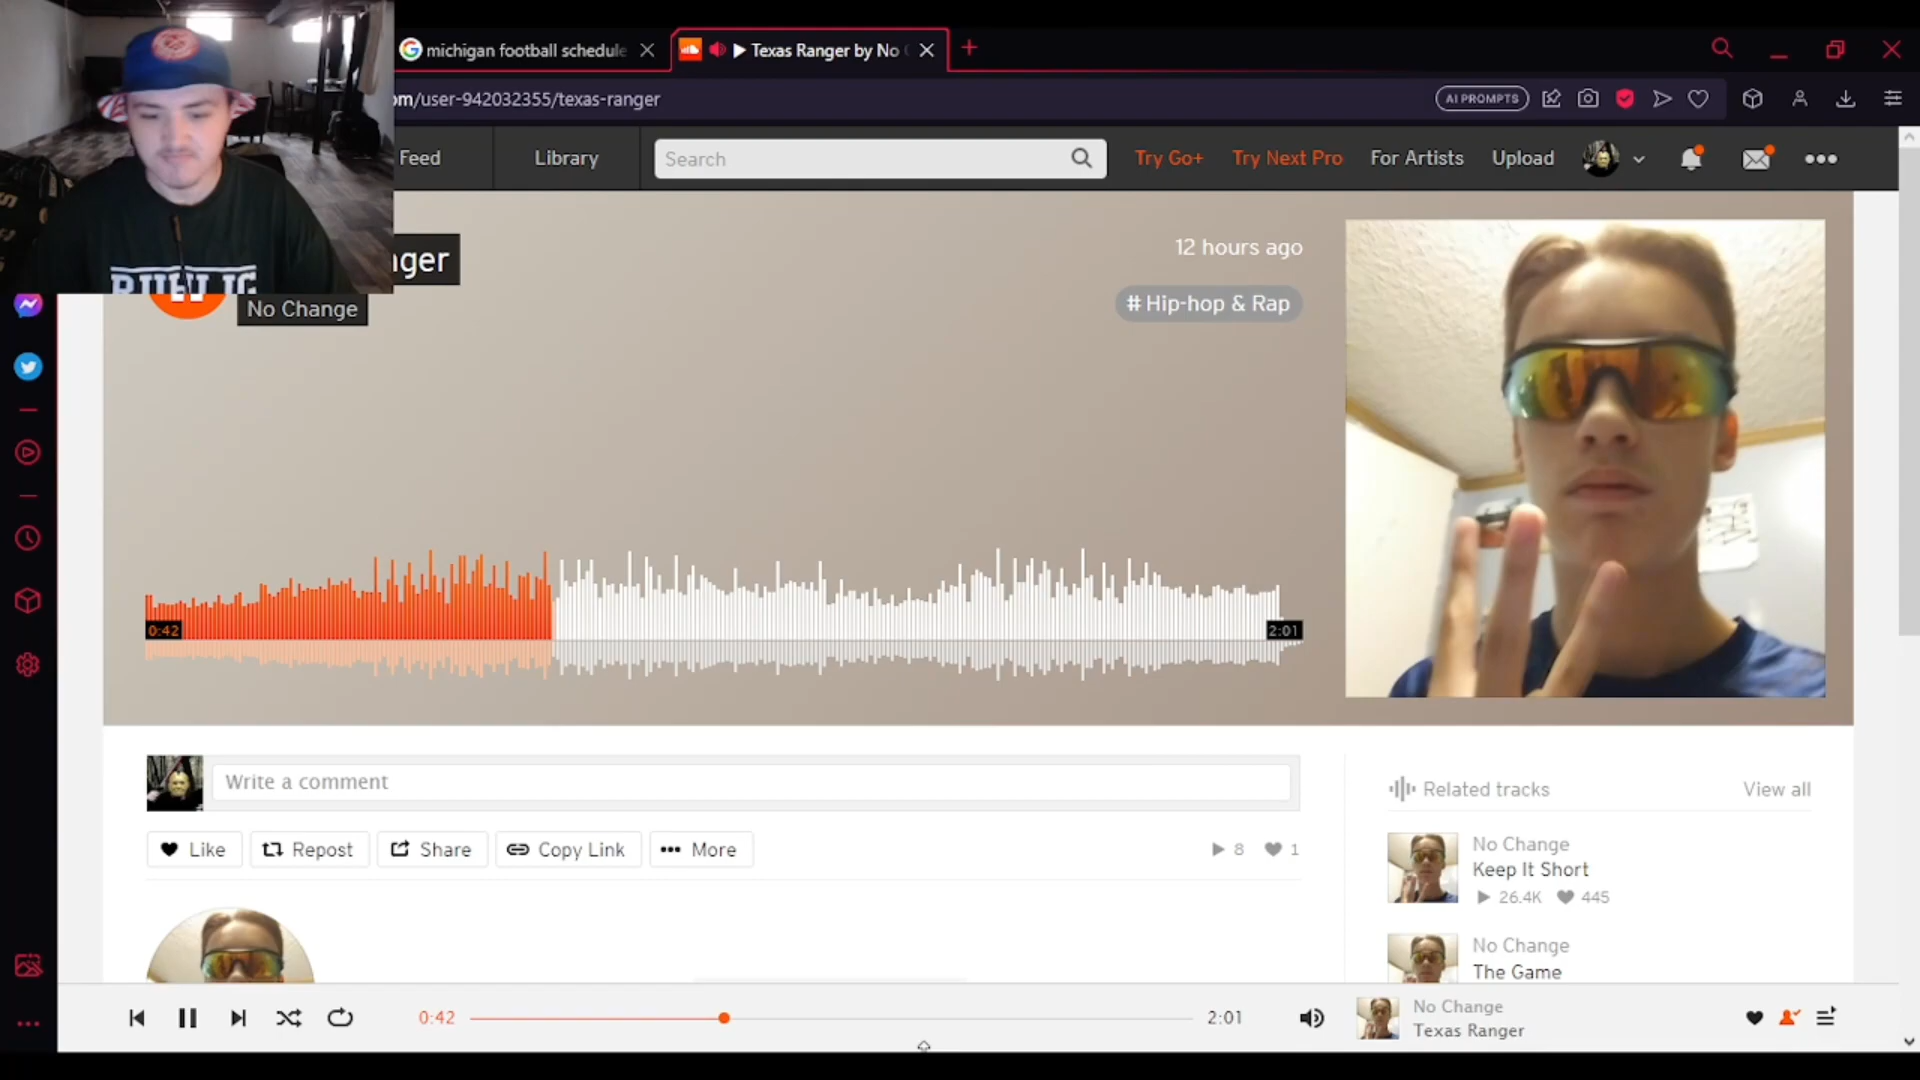 michigan football schedule
Texas Ranger by No
om/user-942032355/texas-ranger
AI PROMPTS
Feed
Library
Search
Try Go+
Try Next Pro
For Artists
Upload
nger
No Change
12 hours ago
# Hip-hop & Rap
PUBLIC
0:42
2:01
Write a comment
Like
Repost
Share
Copy Link
More
8
1
Related tracks
View all
No Change
Keep It Short
26.4K
445
No Change
The Game
0:42
2:01
No Change
Texas Ranger